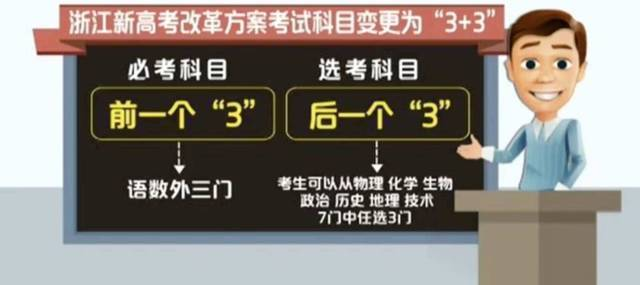 浙江新高考改革方案考试科目变更为“3+3”
必考科目
选考科目
前一个“3”
后一个“3”
语数外三门
考生可以从物理 化学 生物
政治 历史 地理 技术
7门中任选3门